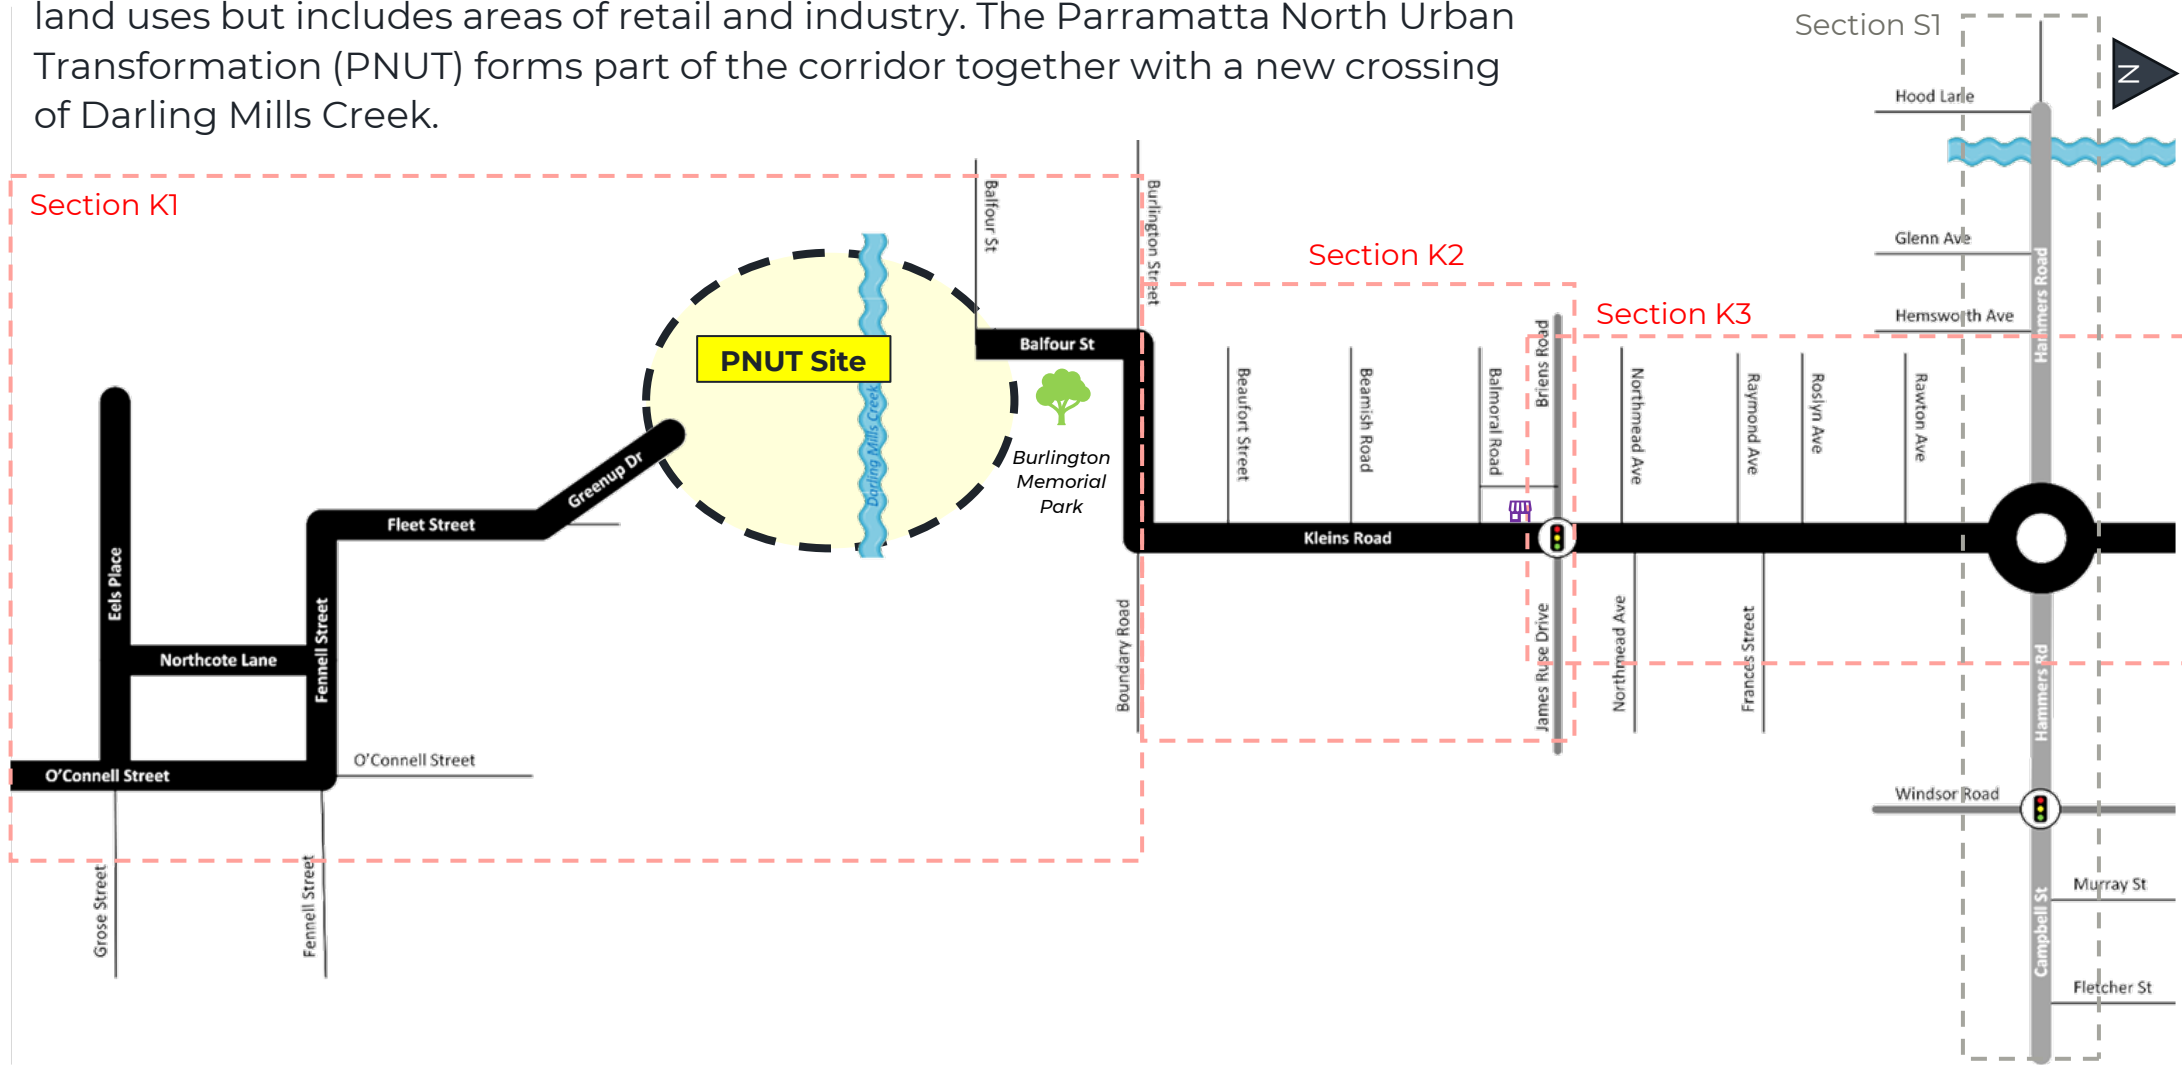 land uses but includes areas of retail and industry. The Parramatta North Urban
Transformation (PNUT) forms part of the corridor together with a new crossing
of Darling Mills Creek.
Section S1
N
Hood Lane
Section K1
Balfour St
Burlington Street
Glenn Ave
Section K2
Hammers Road
Section K3
Hemsworth Ave
Briens Road
Balfour St
PNUT Site
Darling Mills Creek
Beaufort Street
Beamish Road
Balmoral Road
Northmead Ave
Raymond Ave
Roslyn Ave
Rawton Ave
Burlington
Memorial
Park
Greenup Dr
Fleet Street
Kleins Road
Eels Place
Northcote Lane
Fennell Street
Boundary Road
James Ruse Drive
Northmead Ave
Frances Street
Hammers Rd
O'Connell Street
O'Connell Street
Windsor Road
Grose Street
Fennell Street
Murray St
Campbell St
Fletcher St